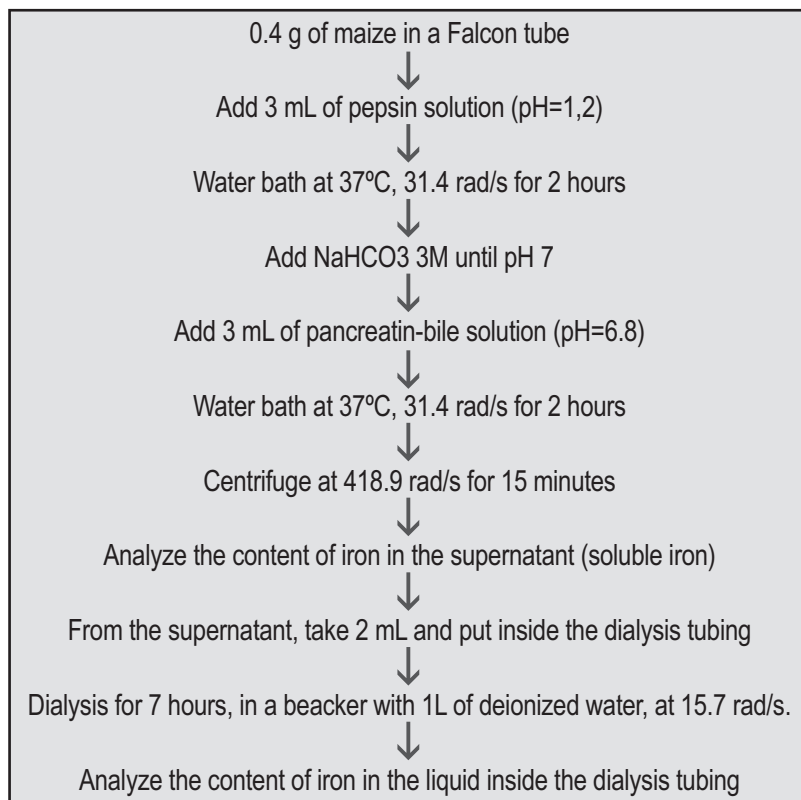 0.4 g of maize in a Falcon tube
Add 3 mL of pepsin solution (pH=1,2)
Water bath at 37ºC, 31.4 rad/s for 2 hours
Add NaHCO3 3M until pH 7
Add 3 mL of pancreatin-bile solution (pH=6.8)
Water bath at 37ºC, 31.4 rad/s for 2 hours
Centrifuge at 418.9 rad/s for 15 minutes
Analyze the content of iron in the supernatant (soluble iron)
From the supernatant, take 2 mL and put inside the dialysis tubing
Dialysis for 7 hours, in a beacker with 1L of deionized water, at 15.7 rad/s.
Analyze the content of iron in the liquid inside the dialysis tubing